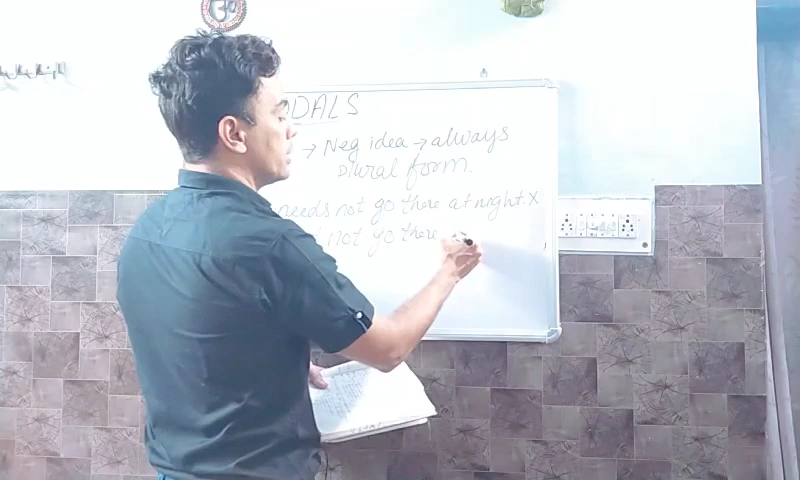 DALS
→ Neg idea → always
Plural form.
needs not go there at night. X
not go there